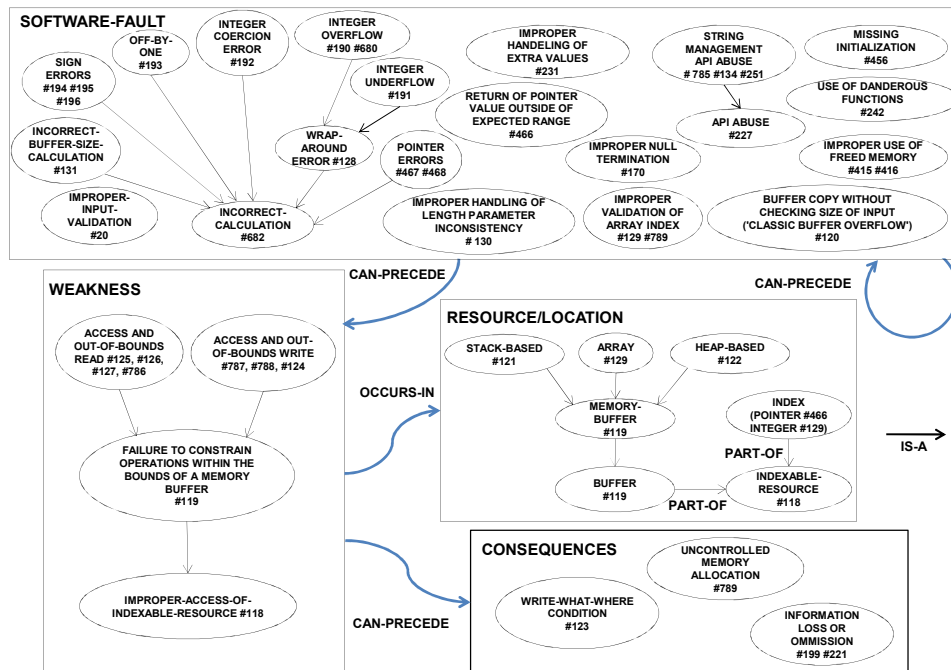 SOFTWARE-FAULT
SIGN
ERRORS
#194 #195
#196
OFF-BY-
ONE
#193
INTEGER
COERCION
ERROR
#192
INTEGER
OVERFLOW
#190 #680
INTEGER
UNDERFLOW
#191
IMPROPER
HANDELING OF
EXTRA VALUES
#231
STRING
MANAGEMENT
API ABUSE
# 785 #134 #251
MISSING
INITIALIZATION
#456
INCORRECT-
BUFFER-SIZE-
CALCULATION
#131
WRAP-
AROUND
ERROR #128
RETURN OF POINTER
VALUE OUTSIDE OF
EXPECTED RANGE
#466
API ABUSE
#227
USE OF DANDEROUS
FUNCTIONS
#242
IMPROPER-
INPUT-
VALIDATION
#20
INCORRECT-
CALCULATION
#682
POINTER
ERRORS
#467 #468
IMPROPER NULL
TERMINATION
#170
IMPROPER USE OF
FREED MEMORY
#415 #416
IMPROPER HANDLING OF
LENGTH PARAMETER
INCONSISTENCY
# 130
IMPROPER
VALIDATION OF
ARRAY INDEX
#129 #789
BUFFER COPY WITHOUT
CHECKING SIZE OF INPUT
('CLASSIC BUFFER OVERFLOW')
#120
CAN-PRECEDE
CAN-PRECEDE
WEAKNESS
ACCESS AND
OUT-OF-BOUNDS
READ #125, #126,
#127, #786
ACCESS AND OUT-
OF-BOUNDS WRITE
#787, #788, #124
FAILURE TO CONSTRAIN
OPERATIONS WITHIN THE
BOUNDS OF A MEMORY
BUFFER
#119
IMPROPER-ACCESS-OF-
INDEXABLE-RESOURCE #118
OCCURS-IN
RESOURCE/LOCATION
STACK-BASED
#121
ARRAY
#129
HEAP-BASED
#122
MEMORY-
BUFFER
#119
INDEX
(POINTER #466
INTEGER #129)
PART-OF
BUFFER
#119
PART-OF
INDEXABLE-
RESOURCE
#118
IS-A
CAN-PRECEDE
CONSEQUENCES
UNCONTROLLED
MEMORY
ALLOCATION
#789
WRITE-WHAT-WHERE
CONDITION
#123
INFORMATION
LOSS OR
OMMISSION
#199 #221